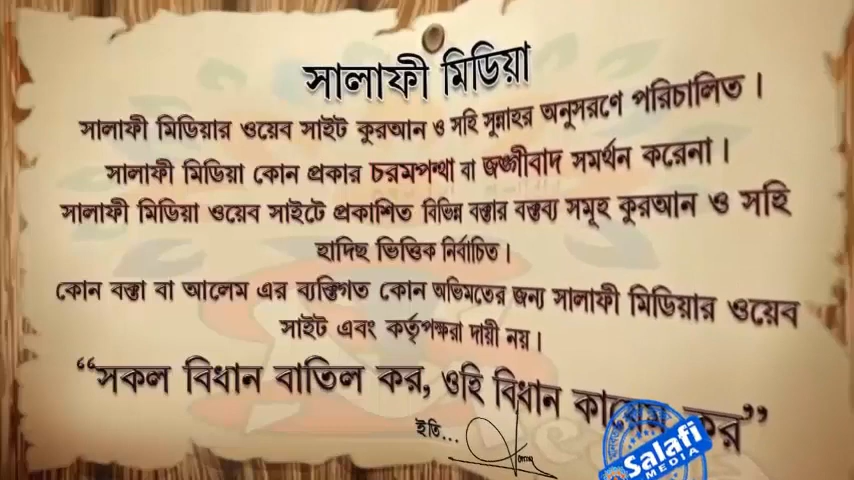 সালাফী মিডিয়া
সালাফী মিডিয়ার ওয়েব সাইট কুরআন ও সহি সুন্নাহর অনুসরণে পরিচালিত ।
সালাফী মিডিয়া কোন প্রকার চরমপন্থা বা জঙ্গীবাদ সমর্থন করেনা ।
সালাফী মিডিয়া ওয়েব সাইটে প্রকাশিত বিভিন্ন বক্তার বক্তব্য সমূহ কুরআন ও সহি
হাদিছ ভিত্তিক নির্বাচিত ।
কোন বক্তা বা আলেম এর ব্যক্তিগত কোন অভিমতের জন্য সালাফী মিডিয়ার ওয়েব
সাইট এবং কর্তৃপক্ষরা দায়ী নয় ।
“সকল বিধান বাতিল কর, ওহি বিধান কায়েম কর”
ইতি...
Salafi
MEDIA